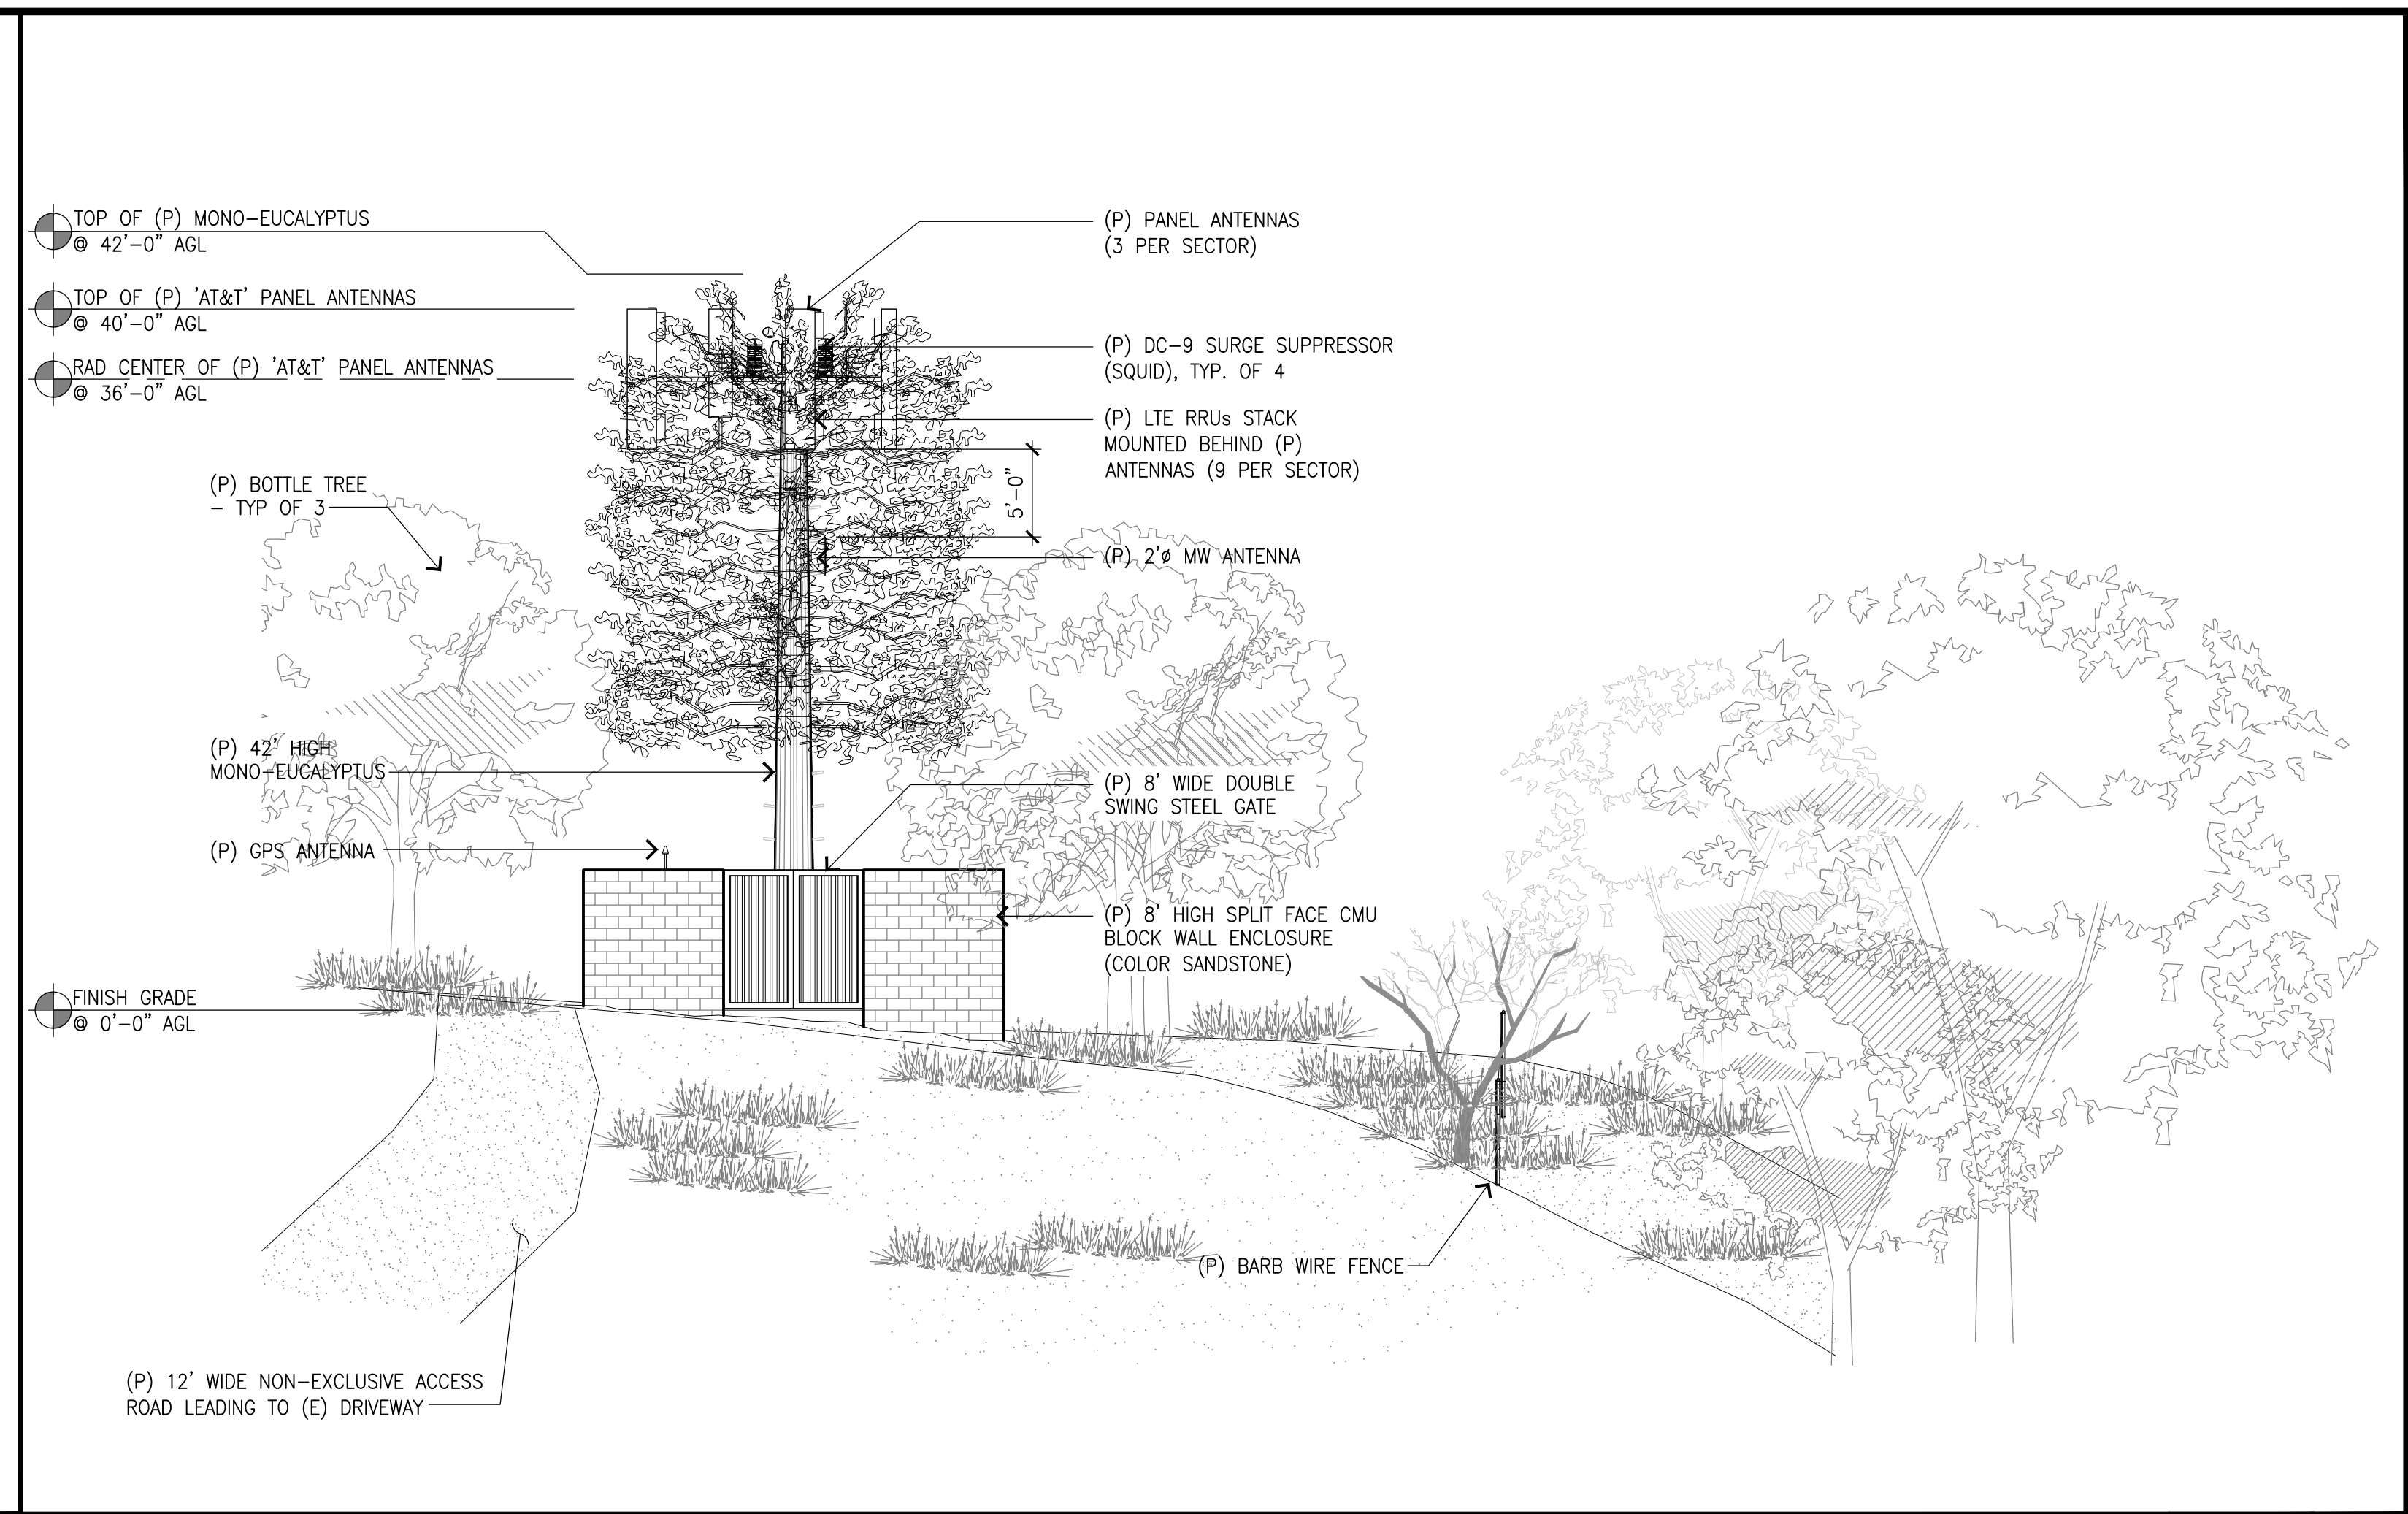 TOP OF (P) MONO-EUCALYPTUS
@ 42'-0" AGL
TOP OF (P) 'AT&T' PANEL ANTENNAS
@ 40'-0" AGL
RAD CENTER OF (P) 'AT&T' PANEL ANTENNAS
@ 36'-0" AGL
(P) BOTTLE TREE
- TYP OF 3
(P) 42' HIGH
MONO-EUCALYPTUS
(P) GPS ANTENNA
FINISH GRADE
@ 0'-0" AGL
(P) 12' WIDE NON-EXCLUSIVE ACCESS
ROAD LEADING TO (E) DRIVEWAY
(P) PANEL ANTENNAS
(3 PER SECTOR)
(P) DC-9 SURGE SUPPRESSOR
(SQUID), TYP. OF 4
(P) LTE RRUs STACK
MOUNTED BEHIND (P)
ANTENNAS (9 PER SECTOR)
5'-0"
(P) 2'ø MW ANTENNA
(P) 8' WIDE DOUBLE
SWING STEEL GATE
(P) 8' HIGH SPLIT FACE CMU
BLOCK WALL ENCLOSURE
(COLOR SANDSTONE)
(P) BARB WIRE FENCE